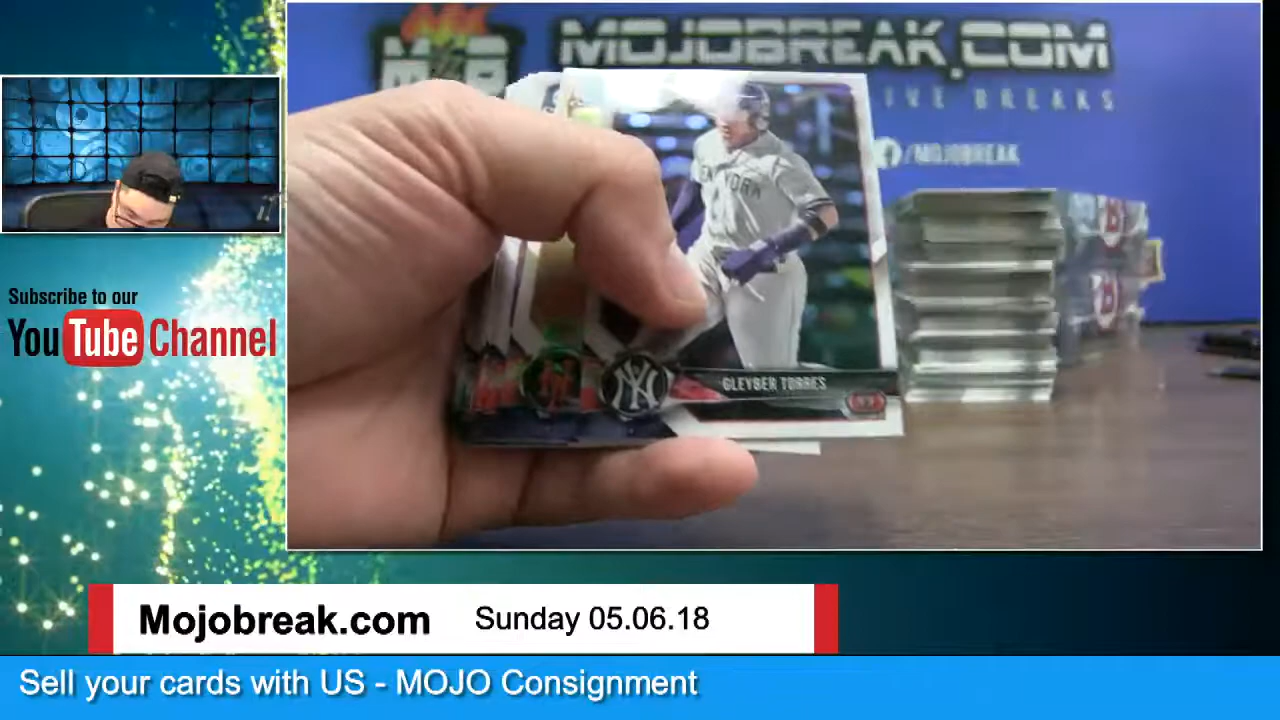 MOJOBREAK.COM
IVE BREAKS
/MOJOBREAK
NEW YORK
GLEYBER TORRES
Subscribe to our
YouTube Channel
Mojobreak.com
Sunday 05.06.18
Sell your cards with US - MOJO Consignment